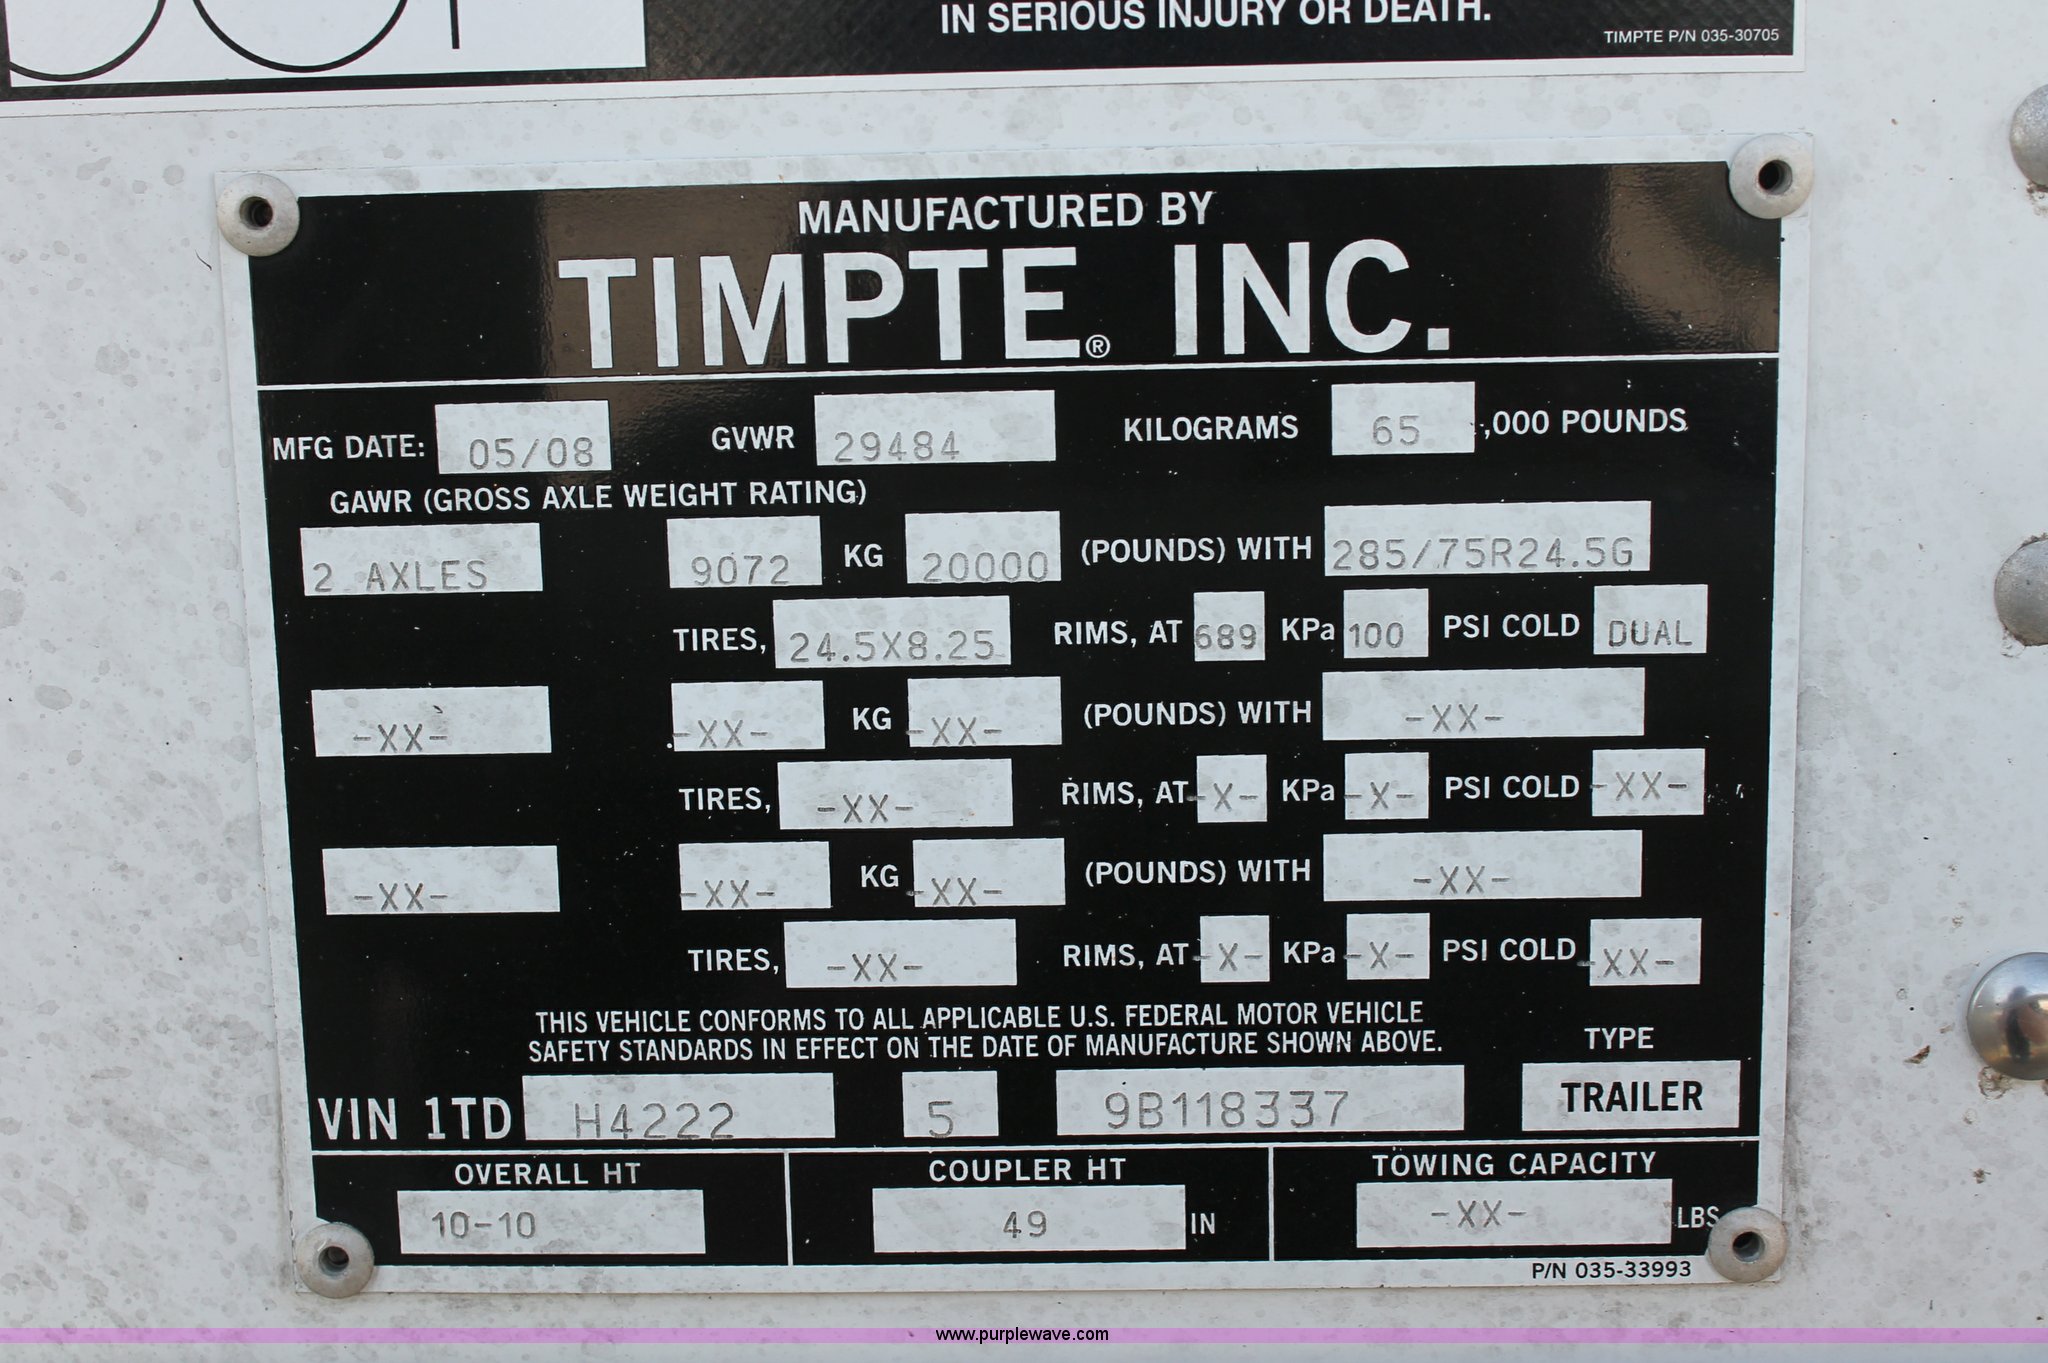 IN SERIOUS INJURY OR DEATH.
TIMPTE P/N 035-30705
MANUFACTURED BY
TIMPTE® INC.
MFG DATE: 05/08 GVWR 29484 KILOGRAMS 65 ,000 POUNDS
GAWR (GROSS AXLE WEIGHT RATING)
2 AXLES 9072 KG 20000 (POUNDS) WITH 285/75R24.5G
TIRES, 24.5X8.25 RIMS, AT 689 KPa 100 PSI COLD DUAL
-XX- -XX- KG -XX- (POUNDS) WITH -XX-
TIRES, -XX- RIMS, AT -X- KPa -X- PSI COLD -XX-
-XX- -XX- KG -XX- (POUNDS) WITH -XX-
TIRES, -XX- RIMS, AT -X- KPa -X- PSI COLD -XX-
THIS VEHICLE CONFORMS TO ALL APPLICABLE U.S. FEDERAL MOTOR VEHICLE
SAFETY STANDARDS IN EFFECT ON THE DATE OF MANUFACTURE SHOWN ABOVE.
TYPE
VIN 1TD H4222 5 9B118337 TRAILER
OVERALL HT COUPLER HT TOWING CAPACITY
10-10 49 IN -XX- LBS
P/N 035-33993
www.purplewave.com